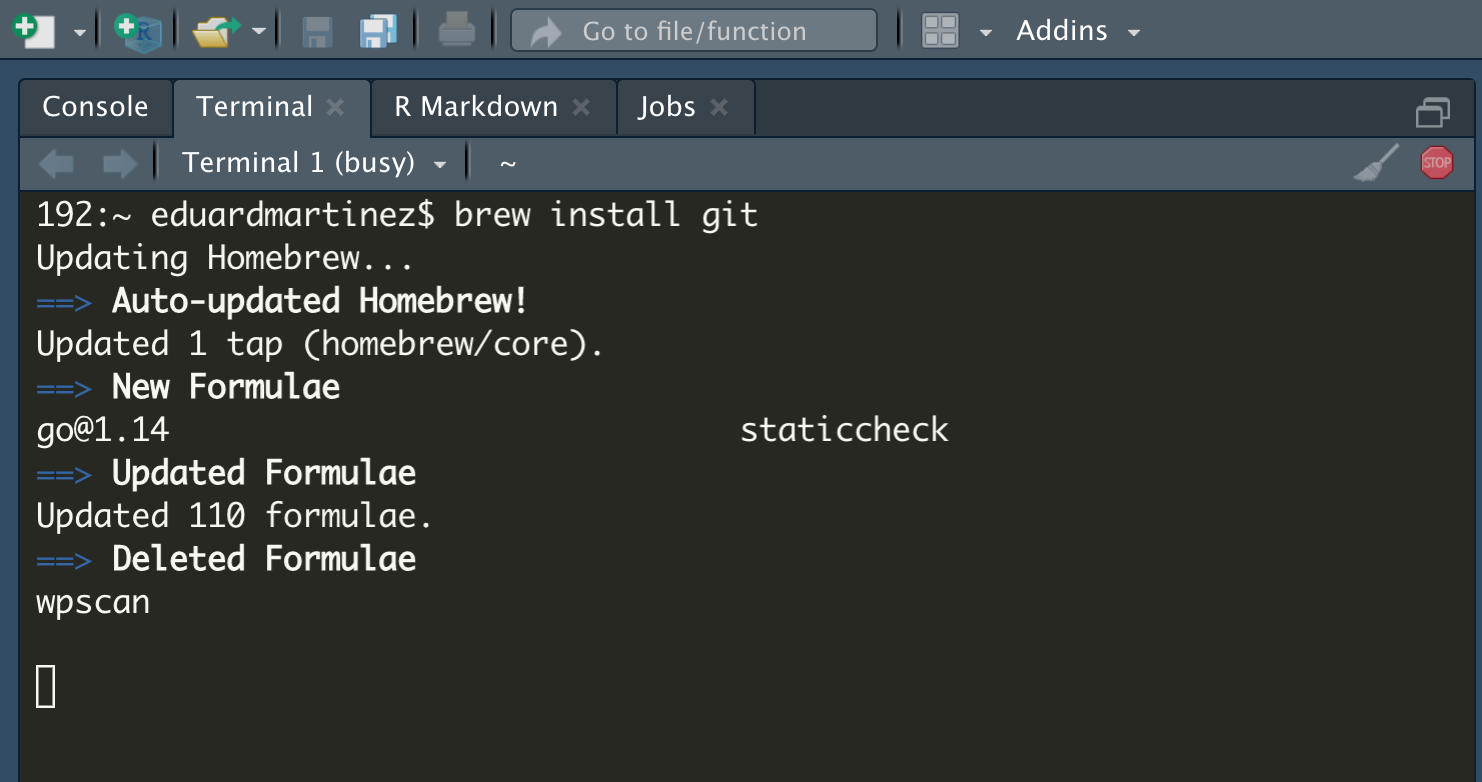 Go to file/function
Addins
Console Terminal R Markdown Jobs
Terminal 1 (busy) ~
STOP
192:~ eduardmartinez$ brew install git
Updating Homebrew...
==> Auto-updated Homebrew!
Updated 1 tap (homebrew/core).
==> New Formulae
go@1.14 staticcheck
==> Updated Formulae
Updated 110 formulae.
==> Deleted Formulae
wpscan